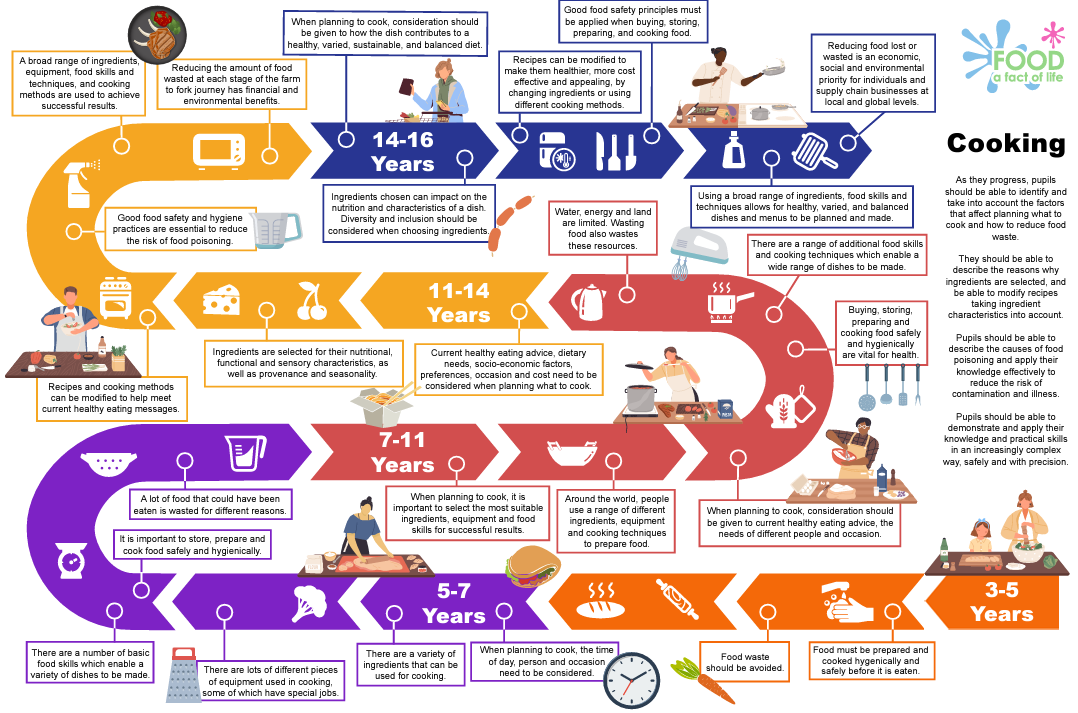 A broad range of ingredients,
equipment, food skills and
techniques, and cooking
methods are used to achieve
successful results.
Reducing the amount of food
wasted at each stage of the farm
to fork journey has financial and
environmental benefits.
When planning to cook, consideration should
be given to how the dish contributes to a
healthy, varied, sustainable, and balanced diet.
Good food safety principles must
be applied when buying, storing,
preparing, and cooking food.
Recipes can be modified to
make them healthier, more cost
effective and appealing, by
changing ingredients or using
different cooking methods.
Reducing food lost or
wasted is an economic,
social and environmental
priority for individuals and
supply chain businesses at
local and global levels.
FOOD
a fact of life
14-16
Years
Cooking
As they progress, pupils
should be able to identify and
take into account the factors
that affect planning what to
cook and how to reduce food
waste.
They should be able to
describe the reasons why
ingredients are selected, and
be able to modify recipes
taking ingredient
characteristics into account.
Pupils should be able to
describe the causes of food
poisoning and apply their
knowledge effectively to
reduce the risk of
contamination and illness.
Pupils should be able to
demonstrate and apply their
knowledge and practical skills
in an increasingly complex
way, safely and with precision.
Good food safety and hygiene
practices are essential to reduce
the risk of food poisoning.
Ingredients chosen can impact on the
nutrition and characteristics of a dish.
Diversity and inclusion should be
considered when choosing ingredients.
Using a broad range of ingredients, food skills and
techniques allows for healthy, varied, and balanced
dishes and menus to be planned and made.
Water, energy and land
are limited. Wasting
food also wastes
these resources.
There are a range of additional food skills
and cooking techniques which enable a
wide range of dishes to be made.
11-14
Years
Buying, storing,
preparing and
cooking food safely
and hygienically
are vital for health.
Recipes and cooking methods
can be modified to help meet
current healthy eating messages.
Ingredients are selected for their nutritional,
functional and sensory characteristics, as
well as provenance and seasonality.
Current healthy eating advice, dietary
needs, socio-economic factors,
preferences, occasion and cost need to be
considered when planning what to cook.
7-11
Years
A lot of food that could have been
eaten is wasted for different reasons.
When planning to cook, it is
important to select the most suitable
ingredients, equipment and food
skills for successful results.
Around the world, people
use a range of different
ingredients, equipment
and cooking techniques
to prepare food.
When planning to cook, consideration should
be given to current healthy eating advice, the
needs of different people and occasion.
It is important to store, prepare and
cook food safely and hygienically.
5-7
Years
3-5
Years
There are a number of basic
food skills which enable a
variety of dishes to be made.
There are lots of different pieces
of equipment used in cooking,
some of which have special jobs.
There are a variety of
ingredients that can be
used for cooking.
When planning to cook, the time
of day, person and occasion
need to be considered.
Food waste
should be avoided.
Food must be prepared and
cooked hygenically and
safely before it is eaten.